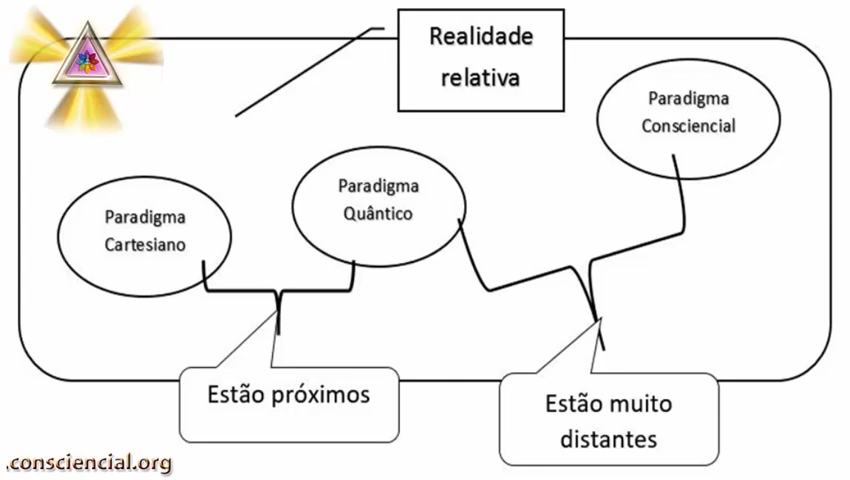 Realidade
relativa
Paradigma
Consciencial
Paradigma
Quântico
Paradigma
Cartesiano
Estão próximos
Estão muito
distantes
.consciencial.org